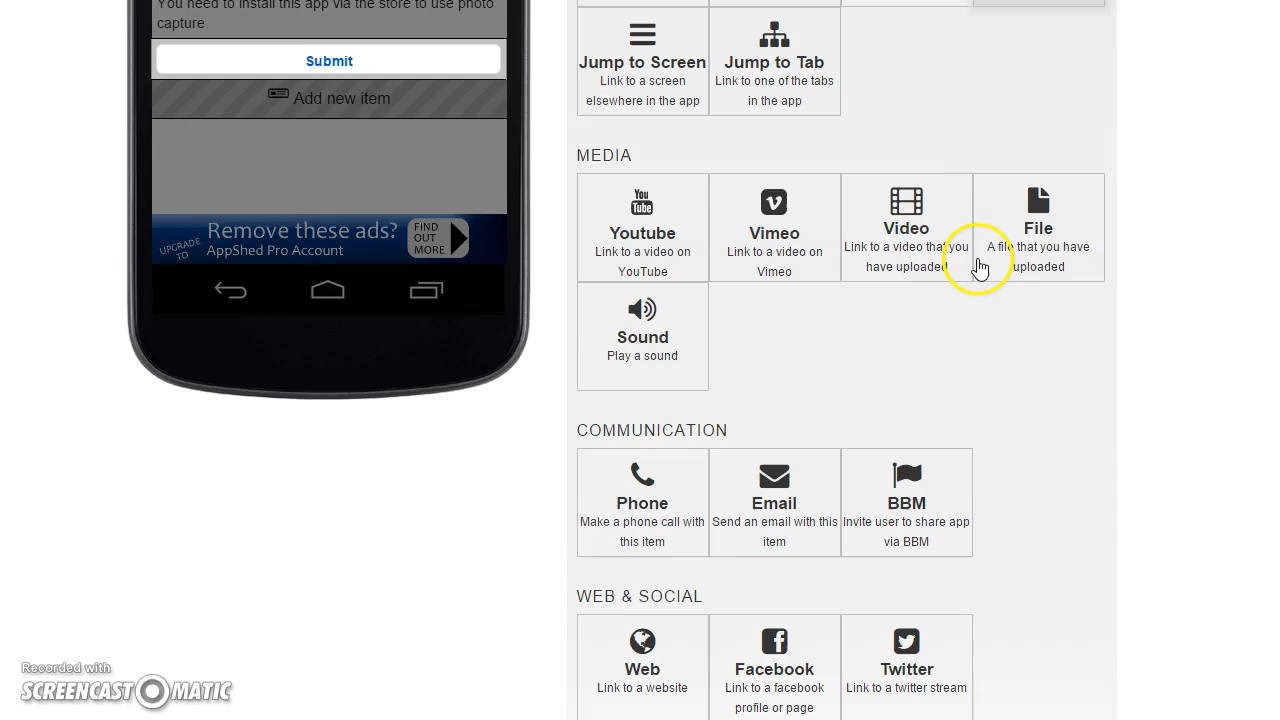 You need to install this app via the store to use photo
capture
Submit
Add new item
UPGRADE TO
Remove these ads?
AppShed Pro Account
FIND
OUT
MORE
Jump to Screen
Link to a screen
elsewhere in the app
Jump to Tab
Link to one of the tabs
in the app
MEDIA
You
Tube
Youtube
Link to a video on
YouTube
Vimeo
Link to a video on
Vimeo
Video
Link to a video that you
have uploaded
File
A file that you have
uploaded
Sound
Play a sound
COMMUNICATION
Phone
Make a phone call with
this item
Email
Send an email with this
item
BBM
Invite user to share app
via BBM
WEB & SOCIAL
Web
Link to a website
Facebook
Link to a facebook
profile or page
Twitter
Link to a twitter stream
Recorded with
SCREENCAST MATIC